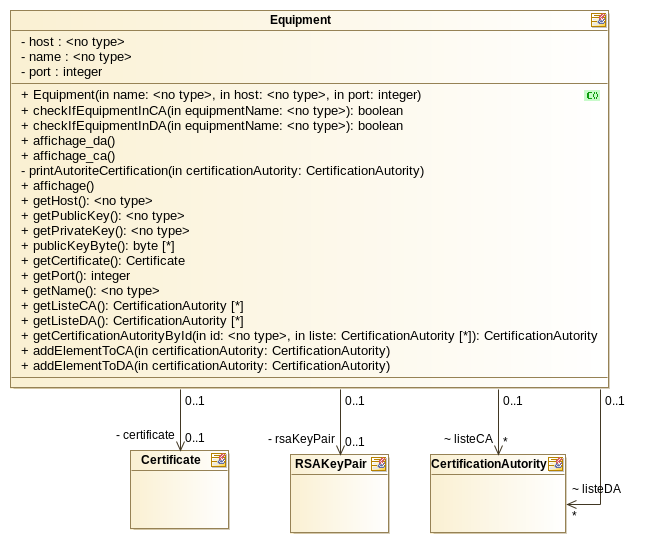 Equipment
- host : <no type>
- name : <no type>
- port : integer
+ Equipment(in name: <no type>, in host: <no type>, in port: integer)
+ checkIfEquipmentInCA(in equipmentName: <no type>): boolean
+ checkIfEquipmentInDA(in equipmentName: <no type>): boolean
+ affichage_da()
+ affichage_ca()
- printAutoriteCertification(in certificationAutority: CertificationAutority)
+ affichage()
+ getHost(): <no type>
+ getPublicKey(): <no type>
+ getPrivateKey(): <no type>
+ publicKeyByte(): byte [*]
+ getCertificate(): Certificate
+ getPort(): integer
+ getName(): <no type>
+ getListeCA(): CertificationAutority [*]
+ getListeDA(): CertificationAutority [*]
+ getCertificationAutorityById(in id: <no type>, in liste: CertificationAutority [*]): CertificationAutority
+ addElementToCA(in certificationAutority: CertificationAutority)
+ addElementToDA(in certificationAutority: CertificationAutority)
0..1 0..1 0..1 0..1
- certificate 0..1 - rsaKeyPair 0..1 ~ listeCA *
Certificate RSAKeyPair CertificationAutority
~ listeDA
*